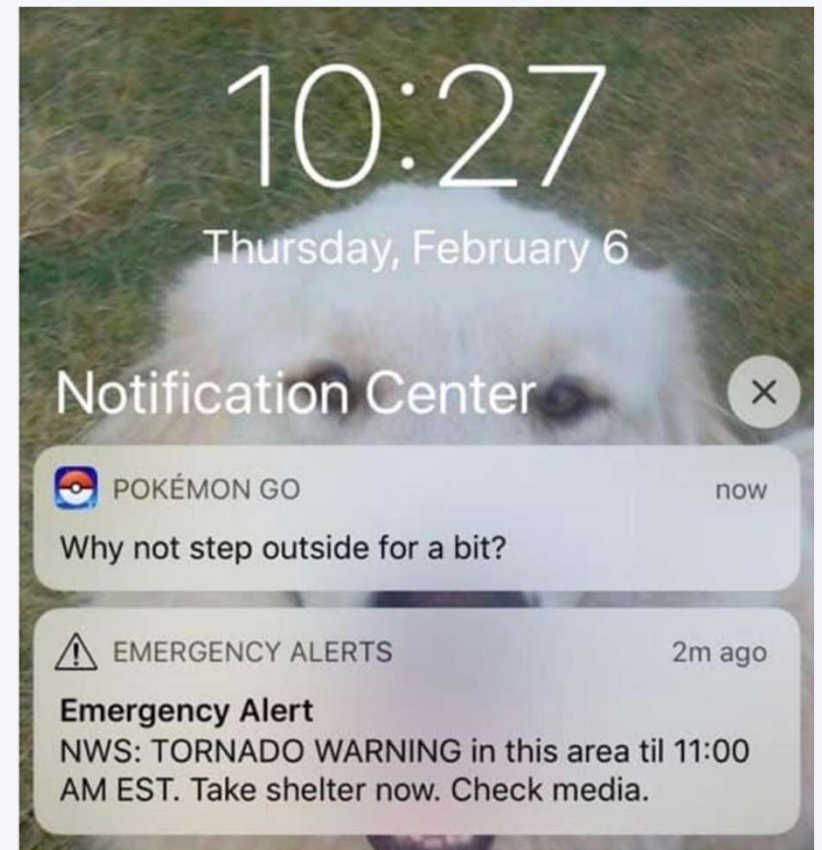 10:27
Thursday, February 6
Notification Center
POKÉMON GO now
Why not step outside for a bit?
EMERGENCY ALERTS 2m ago
Emergency Alert
NWS: TORNADO WARNING in this area til 11:00
AM EST. Take shelter now. Check media.